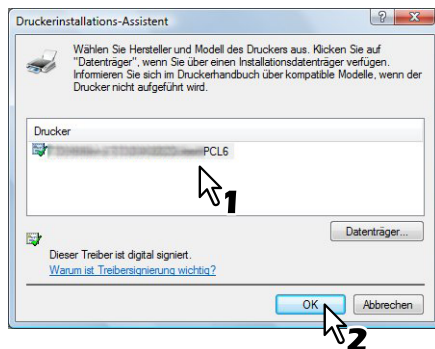 Druckerinstallations-Assistent
Wählen Sie Hersteller und Modell des Druckers aus. Klicken Sie auf
"Datenträger", wenn Sie über einen Installationsdatenträger verfügen.
Informieren Sie sich im Druckerhandbuch über kompatible Modelle, wenn der
Drucker nicht aufgeführt wird.
Drucker
PCL6
1
Datenträger...
Dieser Treiber ist digital signiert.
Warum ist Treibersignierung wichtig?
OK Abbrechen
2